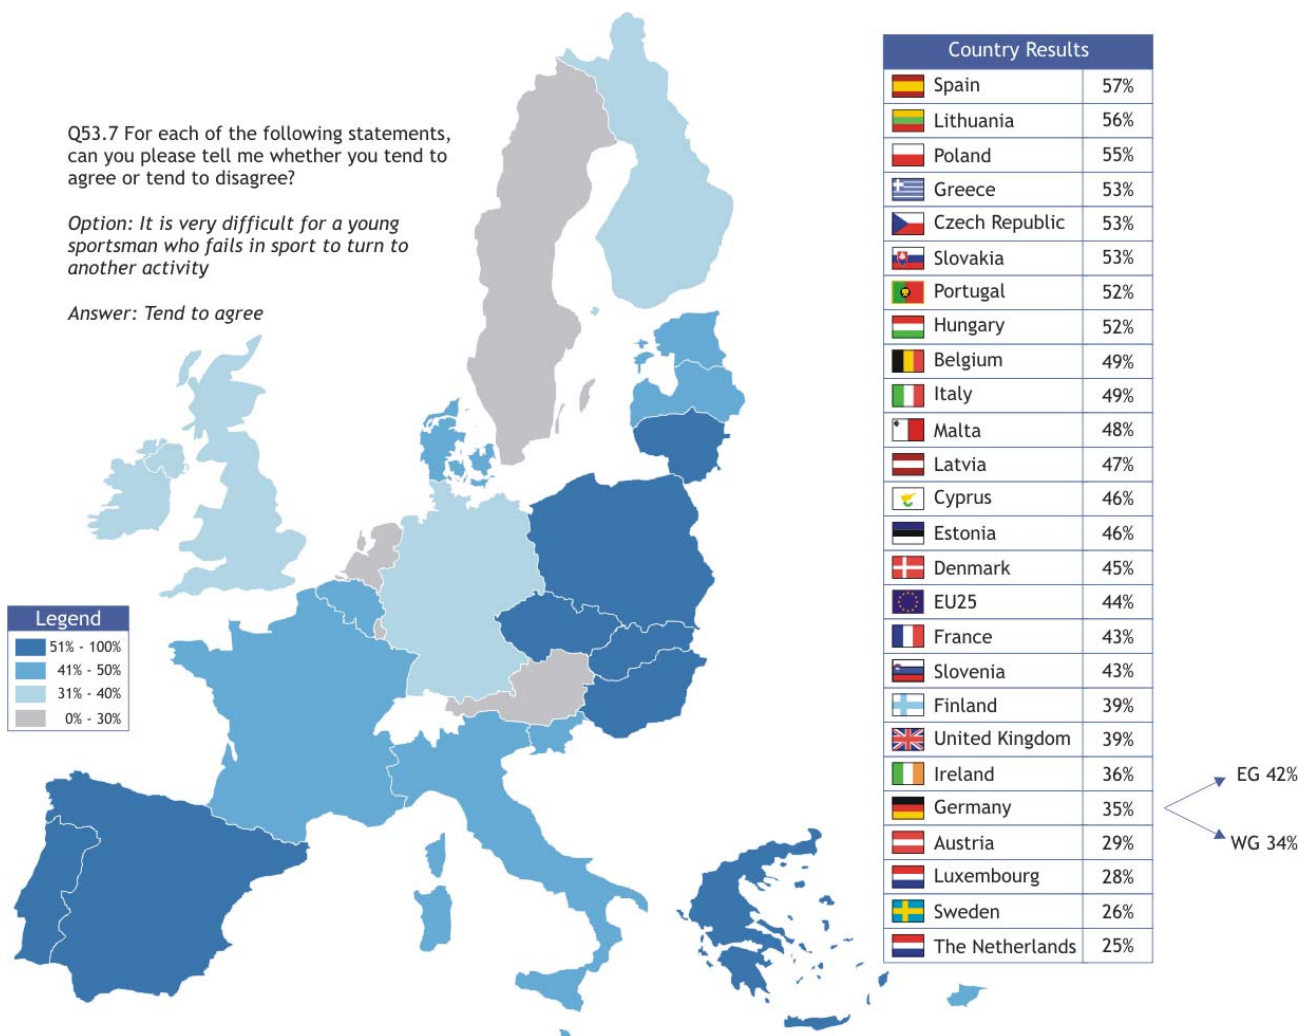 Q53.7 For each of the following statements,
can you please tell me whether you tend to
agree or tend to disagree?
Option: It is very difficult for a young
sportsman who fails in sport to turn to
another activity
Answer: Tend to agree
Legend
51% - 100%
41% - 50%
31% - 40%
0% - 30%
Country Results
Spain 57%
Lithuania 56%
Poland 55%
Greece 53%
Czech Republic 53%
Slovakia 53%
Portugal 52%
Hungary 52%
Belgium 49%
Italy 49%
Malta 48%
Latvia 47%
Cyprus 46%
Estonia 46%
Denmark 45%
EU25 44%
France 43%
Slovenia 43%
Finland 39%
United Kingdom 39%
Ireland 36%
Germany 35%
Austria 29%
Luxembourg 28%
Sweden 26%
The Netherlands 25%
EG 42%
WG 34%